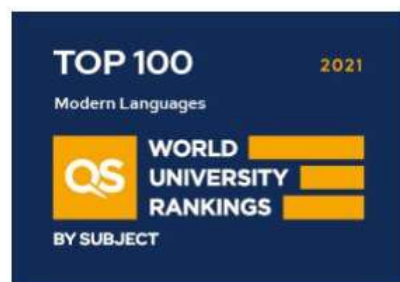 TOP 100 2021
Modern Languages
QS WORLD
UNIVERSITY
RANKINGS
BY SUBJECT